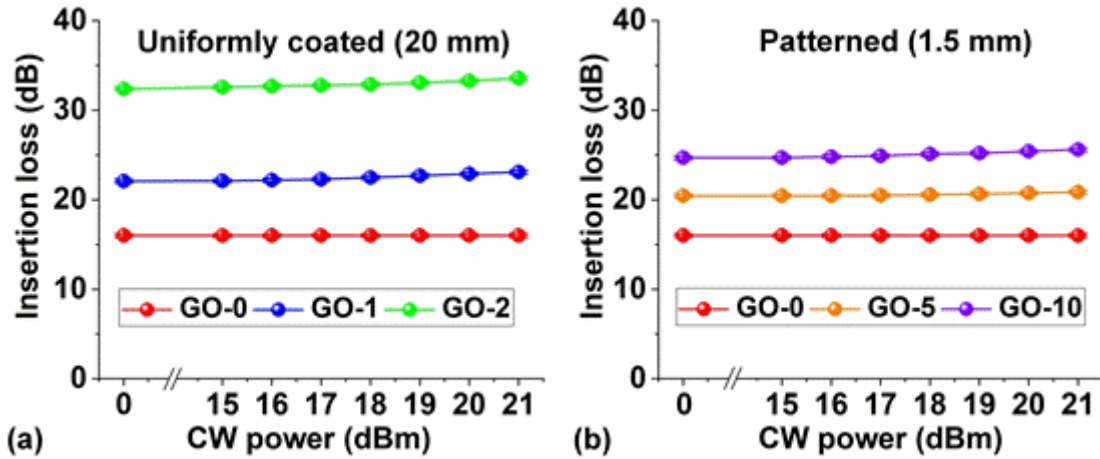 Uniformly coated (20 mm)
Insertion loss (dB)
40
30
20
10
0
GO-0 GO-1 GO-2
0 15 16 17 18 19 20 21
CW power (dBm)
(a)
Patterned (1.5 mm)
Insertion loss (dB)
40
30
20
10
0
GO-0 GO-5 GO-10
0 15 16 17 18 19 20 21
CW power (dBm)
(b)